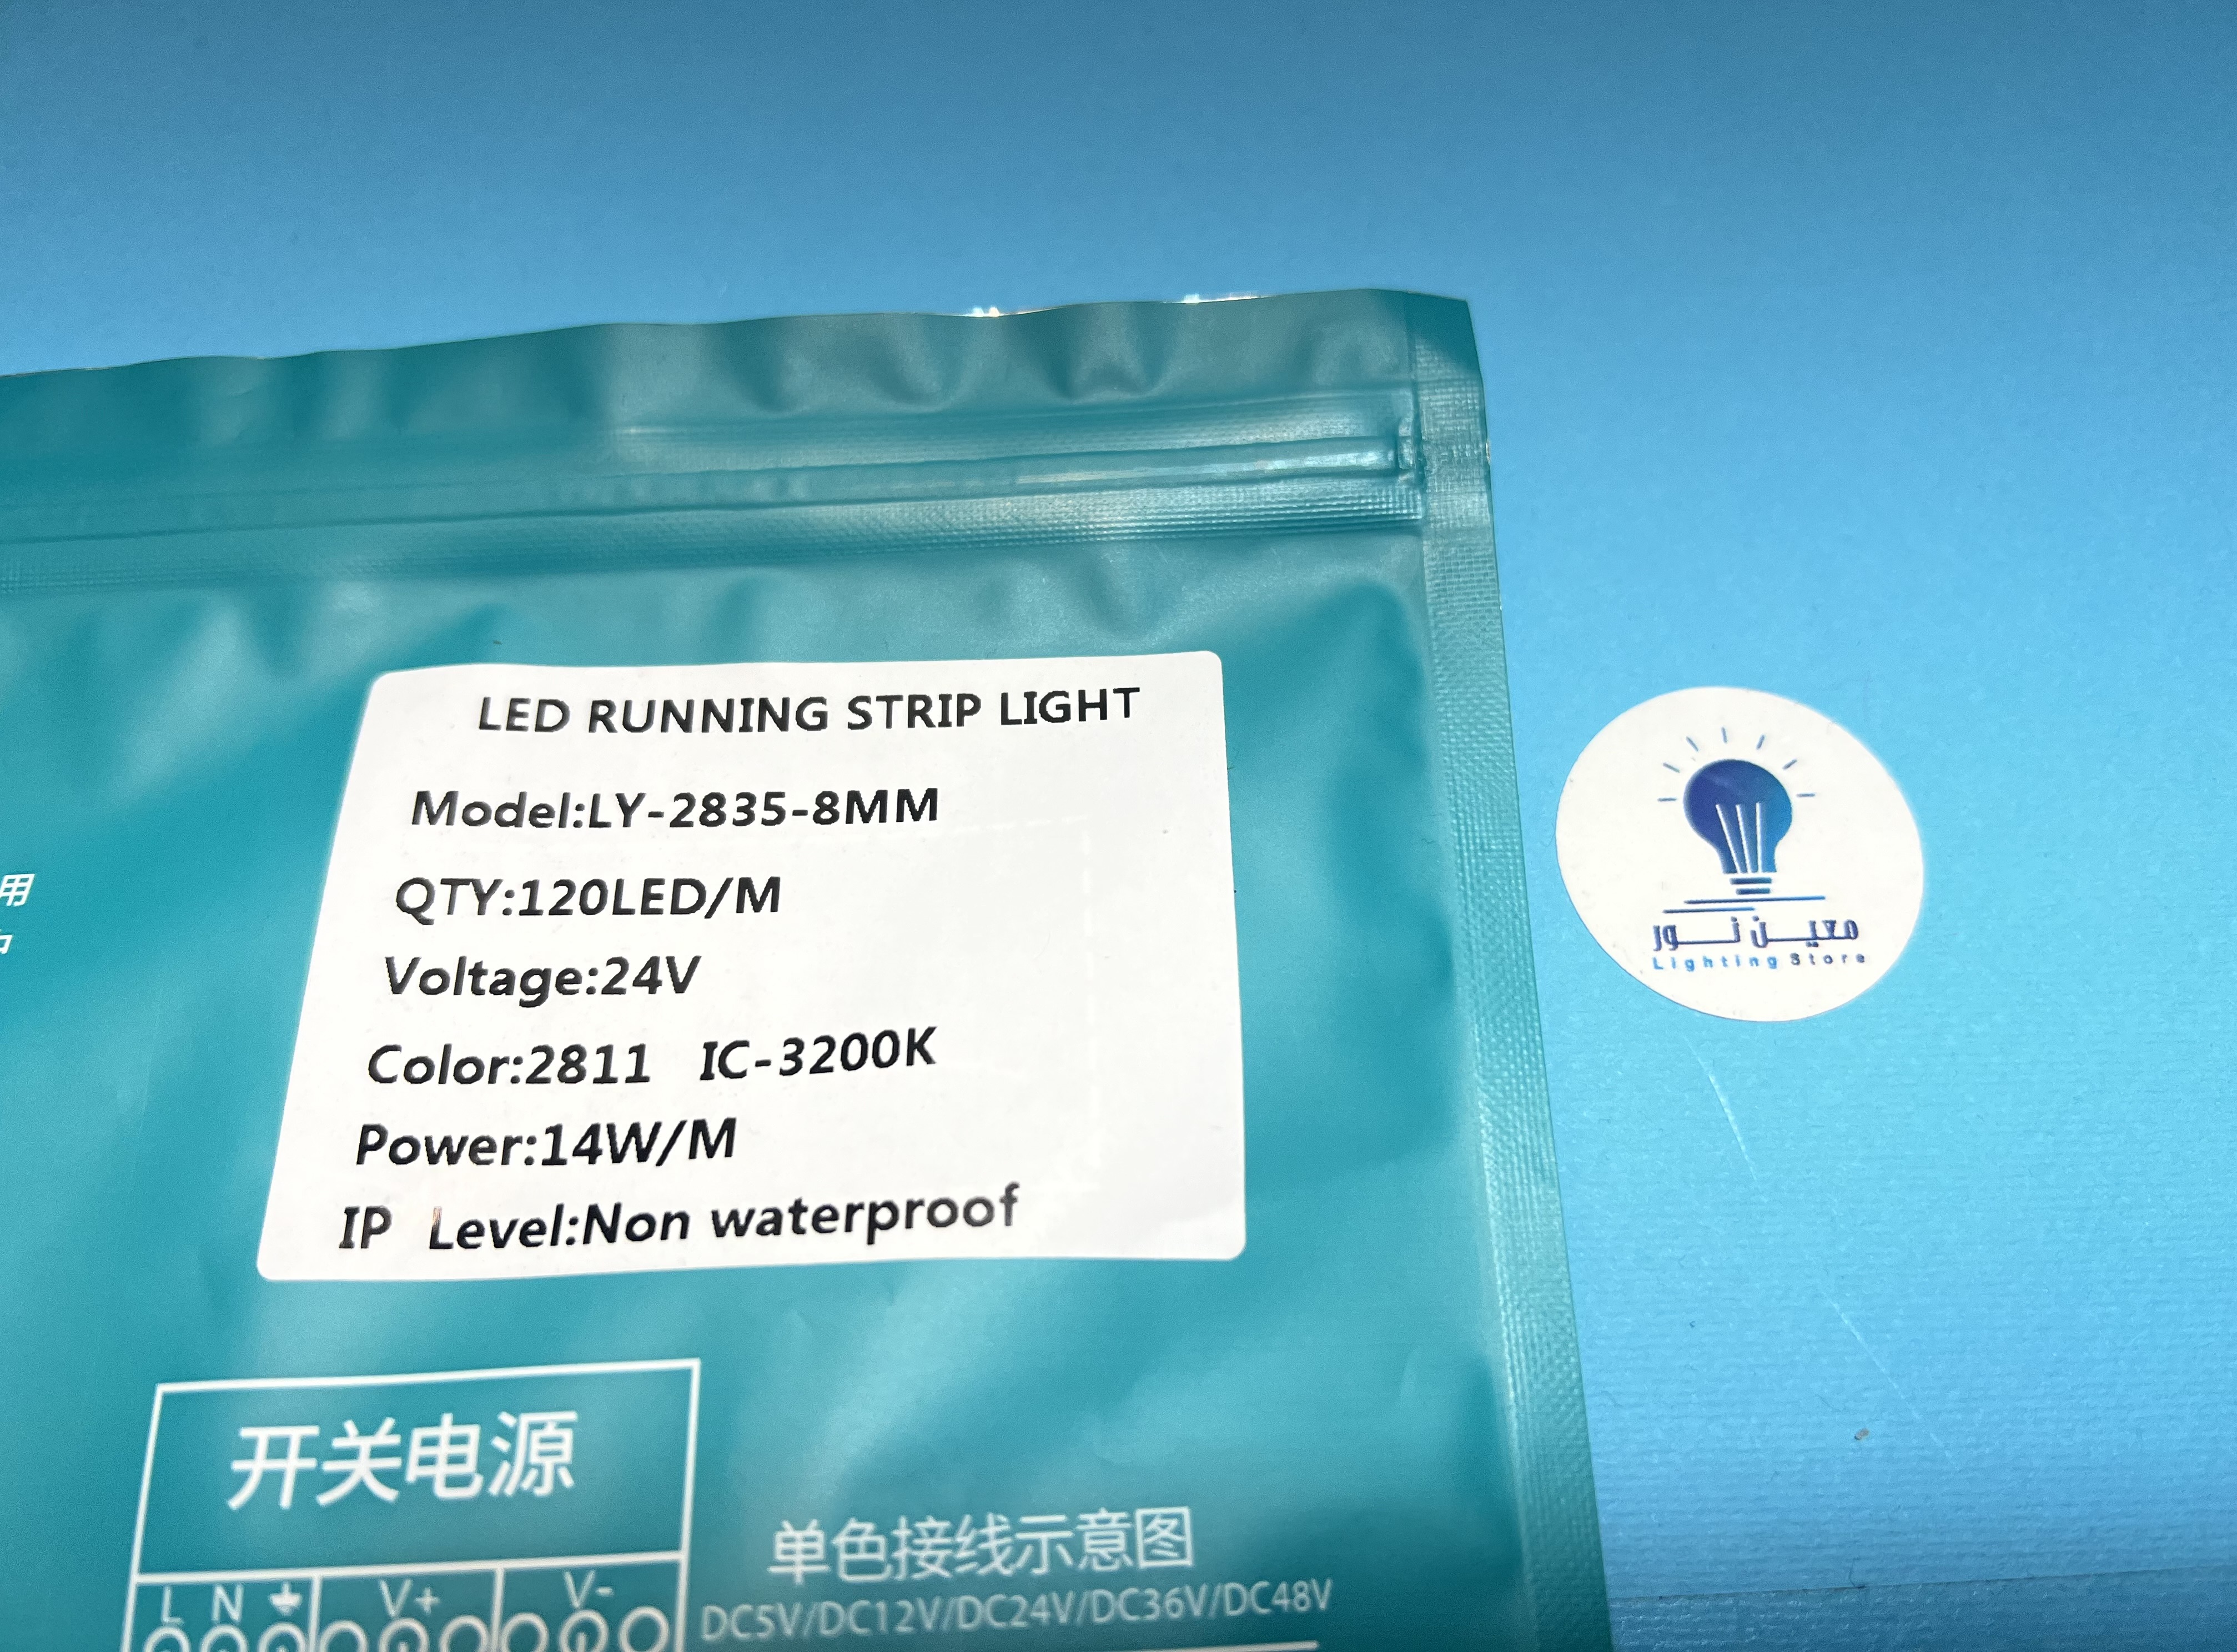 LED RUNNING STRIP LIGHT
Model:LY-2835-8MM
QTY:120LED/M
Voltage:24V
Color:2811 IC-3200K
Power:14W/M
IP Level:Non waterproof
معين نور
Lighting Store
用
开关电源
L N V+ V-
单色接线示意图
DC5V/DC12V/DC24V/DC36V/DC48V